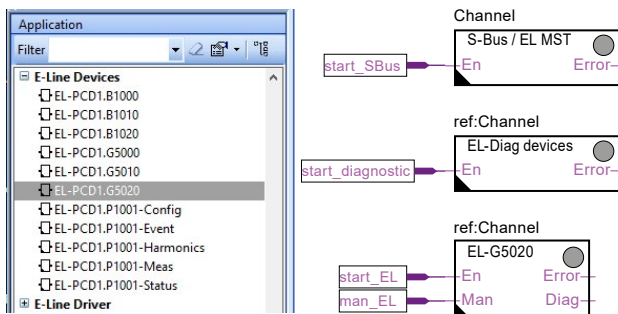 Application
Filter
E-Line Devices
EL-PCD1.B1000
EL-PCD1.B1010
EL-PCD1.B1020
EL-PCD1.G5000
EL-PCD1.G5010
EL-PCD1.G5020
EL-PCD1.P1001-Config
EL-PCD1.P1001-Event
EL-PCD1.P1001-Harmonics
EL-PCD1.P1001-Meas
EL-PCD1.P1001-Status
E-Line Driver
Channel
S-Bus / EL MST
start_SBus En Error
ref:Channel
EL-Diag devices
start_diagnostic En Error
ref:Channel
EL-G5020
start_EL En Error
man_EL Man Diag